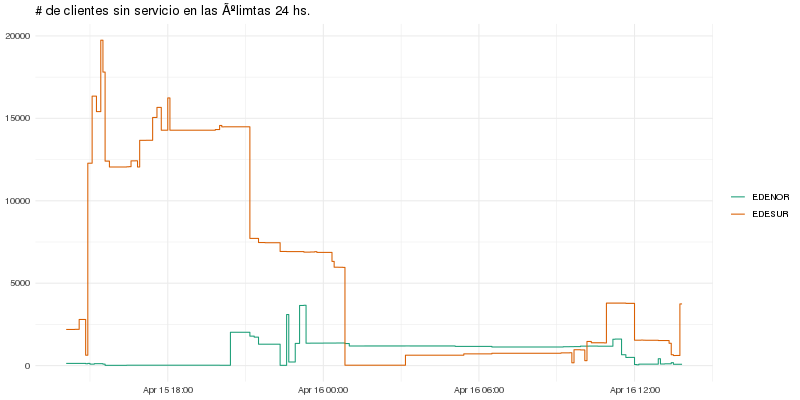 # de clientes sin servicio en las Ãºlimtas 24 hs.
20000
15000
10000
5000
0
Apr 15 18:00
Apr 16 00:00
Apr 16 06:00
Apr 16 12:00
EDENOR
EDESUR